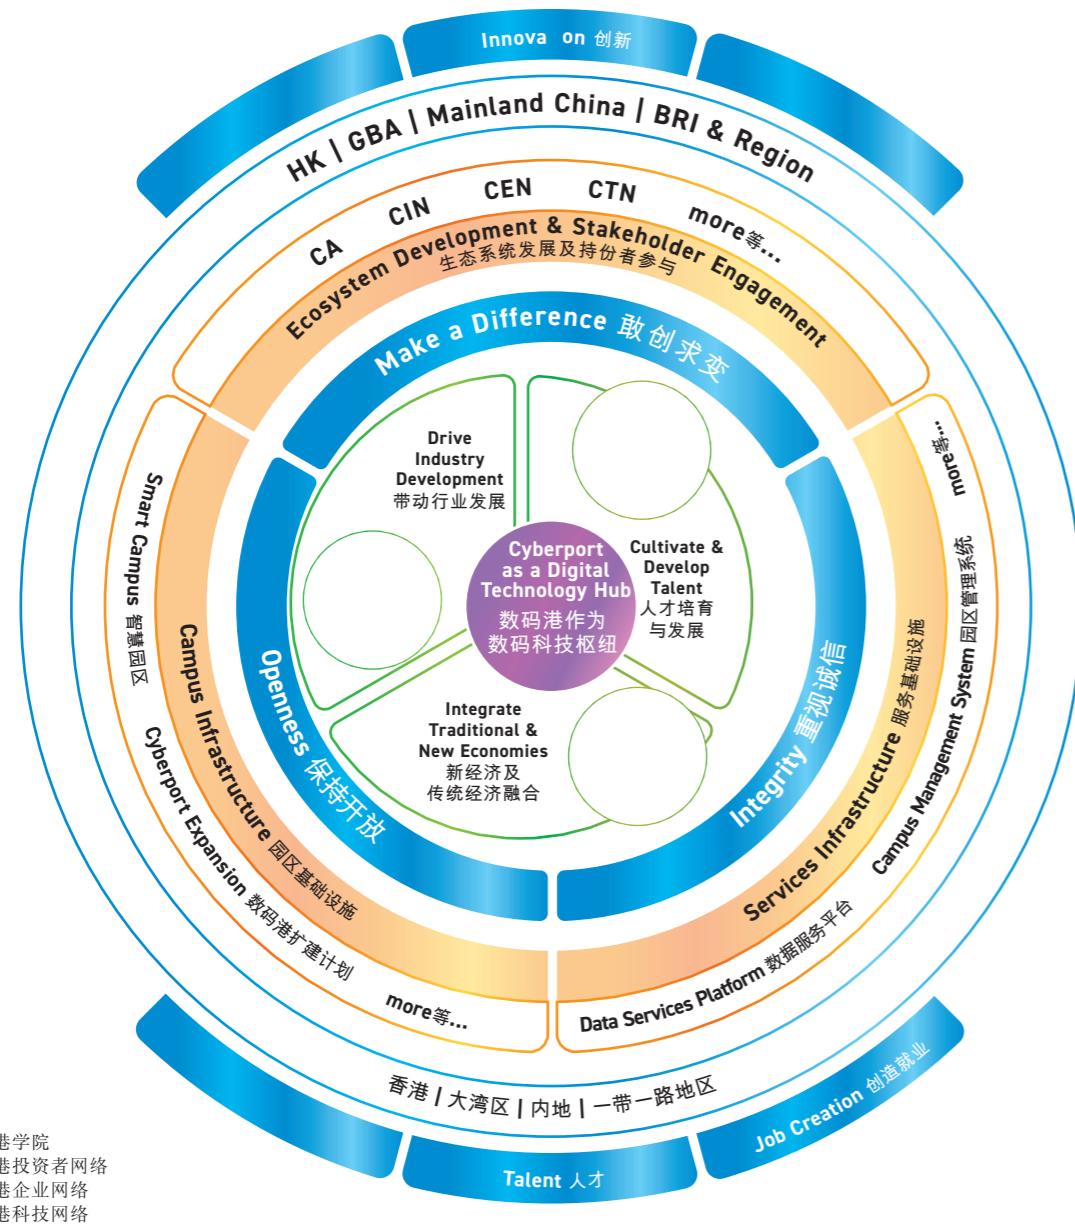 Innova on 创新
HK | GBA | Mainland China | BRI & Region
CA
CIN
CEN
CTN
more等...
Ecosystem Development & Stakeholder Engagement
生态系统发展及持份者参与
Make a Difference 敢创求变
Drive
Industry
Development
带动行业发展
Cultivate &
Develop
Talent
人才培育
与发展
Cyberport
as a Digital
Technology Hub
数码港作为
数码科技枢纽
Integrate
Traditional &
New Economies
新经济及
传统经济融合
Openness 保持开放
Integrity 重视诚信
Campus Infrastructure 园区基础设施
Services Infrastructure 服务基础设施
Smart Campus 智慧园区
Cyberport Expansion 数码港扩建计划
more等...
more等...
Campus Management System 园区管理系统
Data Services Platform 数据服务平台
香港 | 大湾区 | 内地 | 一带一路地区
Job Creation 创造就业
Talent 人才
港学院
港投资者网络
港企业网络
港科技网络